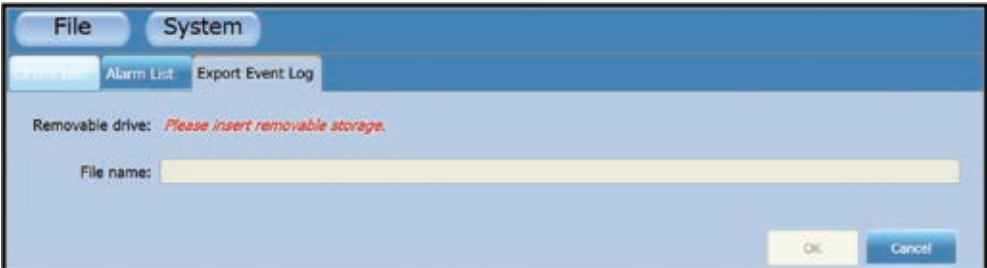 File System
Alarm List Export Event Log
Removable drive: Please insert removable storage.
File name:
OK Cancel